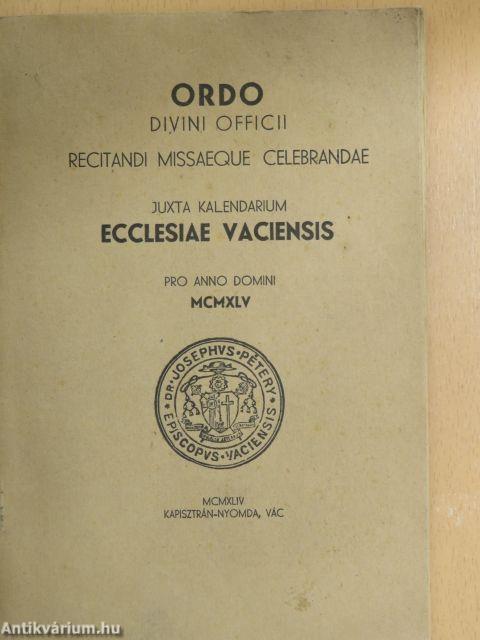 ORDO
DIVINI OFFICII
RECITANDI MISSAEQUE CELEBRANDAE
JUXTA KALENDARIUM
ECCLESIAE VACIENSIS
PRO ANNO DOMINI
MCMXLV
DR · JOSEPHVS · PÉTERY · EPISCOPVS · VACIENSIS
MCMXLIV
KAPISZTRÁN-NYOMDA, VÁC
Antikvárium.hu